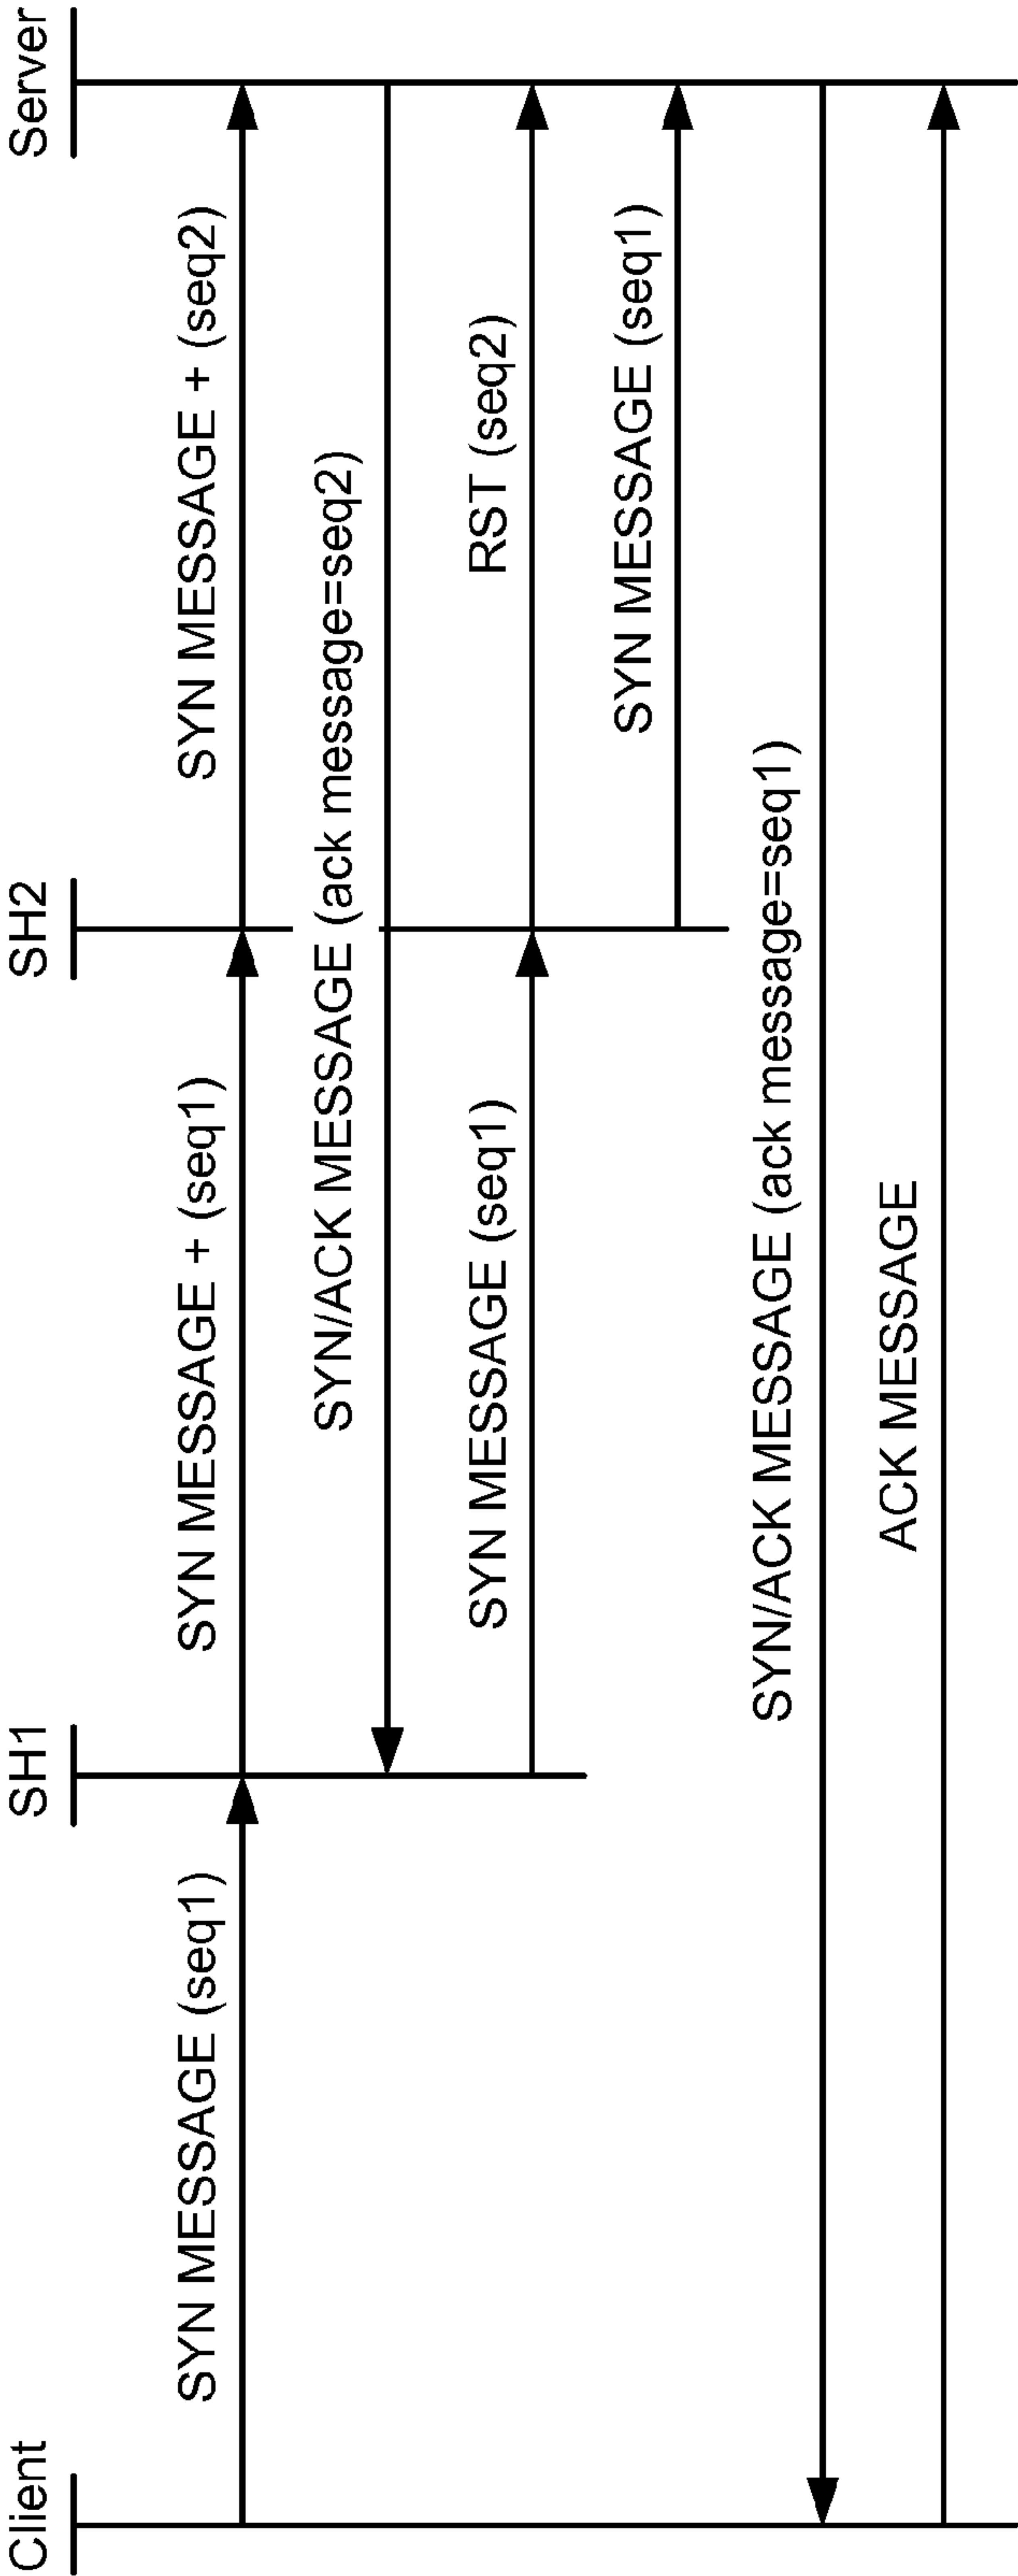 Client
SH1
SH2
Server
SYN MESSAGE (seq1)
SYN MESSAGE + (seq1)
SYN MESSAGE + (seq2)
SYN/ACK MESSAGE (ack message=seq2)
SYN MESSAGE (seq1)
RST (seq2)
SYN MESSAGE (seq1)
SYN/ACK MESSAGE (ack message=seq1)
ACK MESSAGE